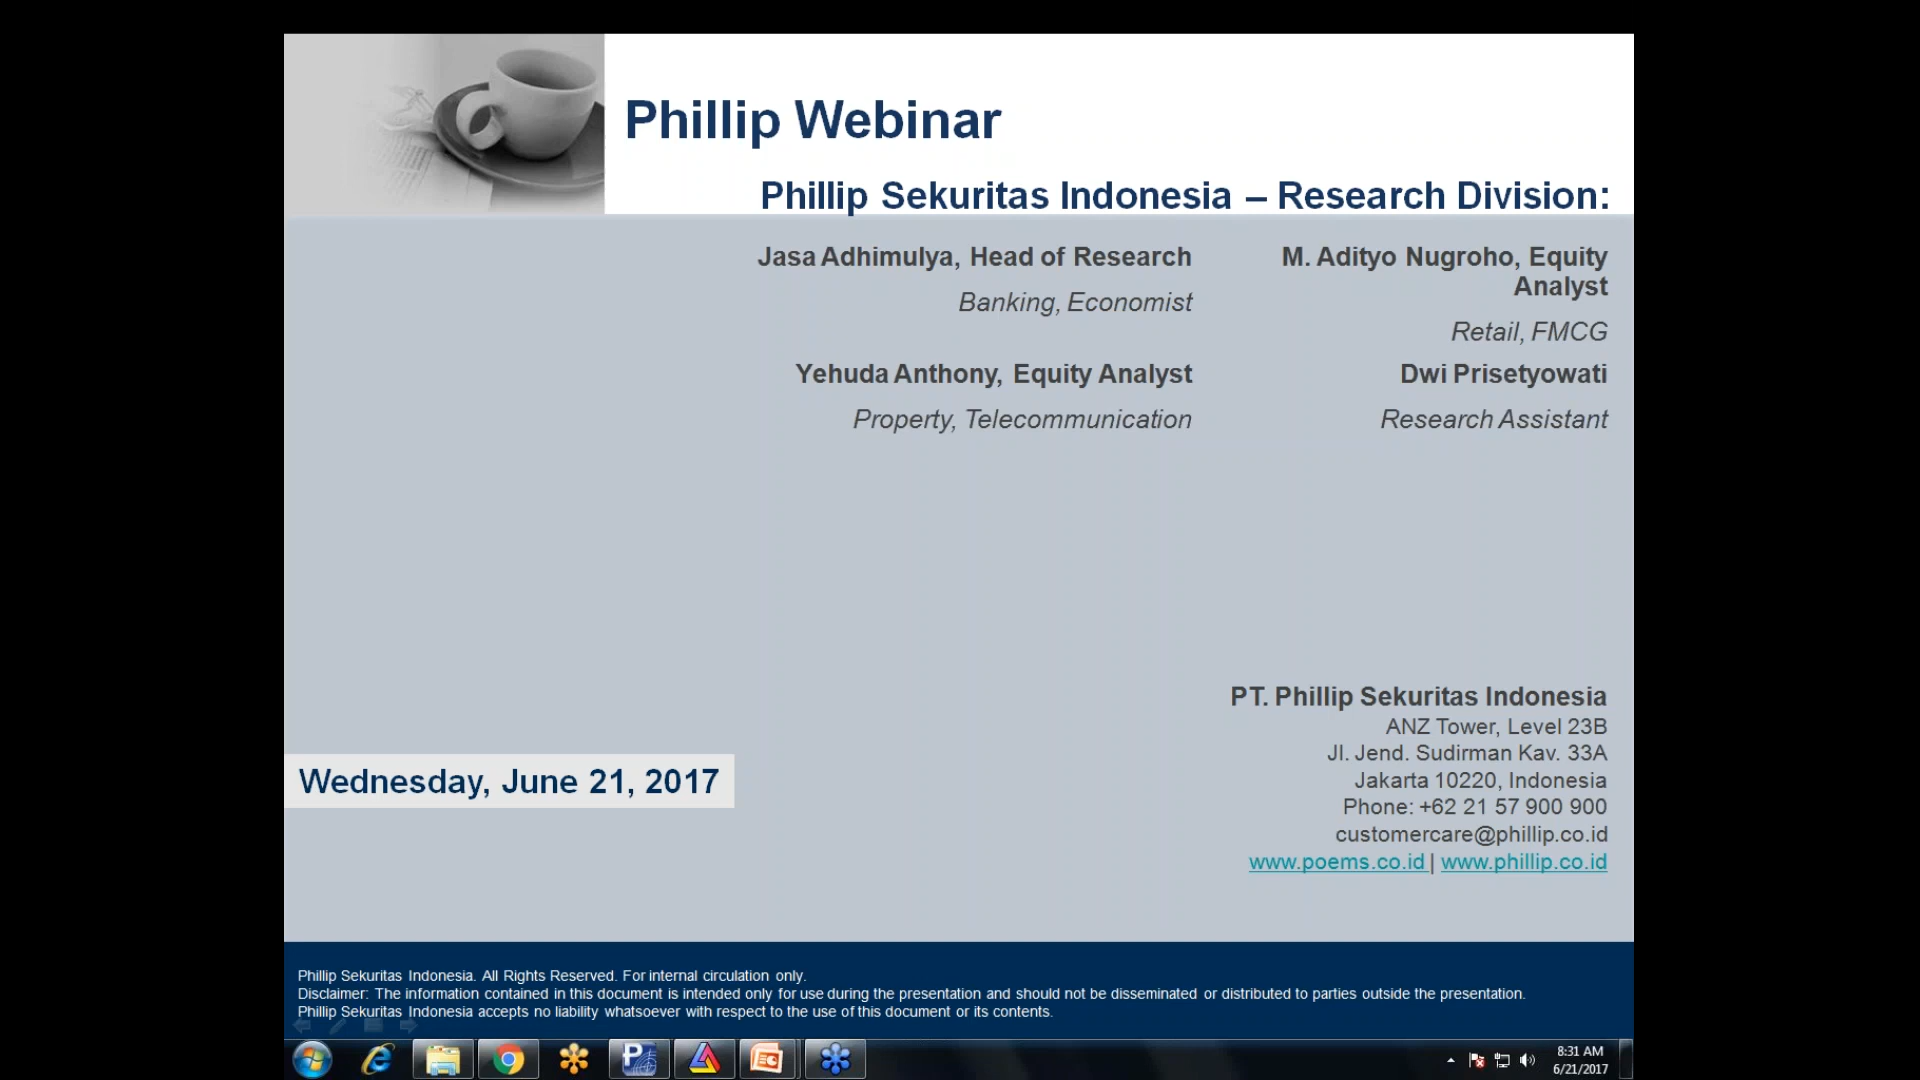 Phillip Webinar
Phillip Sekuritas Indonesia – Research Division:
Jasa Adhimulya, Head of Research
Banking, Economist
M. Adityo Nugroho, Equity
Analyst
Retail, FMCG
Yehuda Anthony, Equity Analyst
Property, Telecommunication
Dwi Prisetyowati
Research Assistant
PT. Phillip Sekuritas Indonesia
ANZ Tower, Level 23B
Jl. Jend. Sudirman Kav. 33A
Jakarta 10220, Indonesia
Phone: +62 21 57 900 900
customercare@phillip.co.id
www.poems.co.id | www.phillip.co.id
Wednesday, June 21, 2017
Phillip Sekuritas Indonesia. All Rights Reserved. For internal circulation only.
Disclaimer: The information contained in this document is intended only for use during the presentation and should not be disseminated or distributed to parties outside the presentation.
Phillip Sekuritas Indonesia accepts no liability whatsoever with respect to the use of this document or its contents.
8:31 AM
6/21/2017